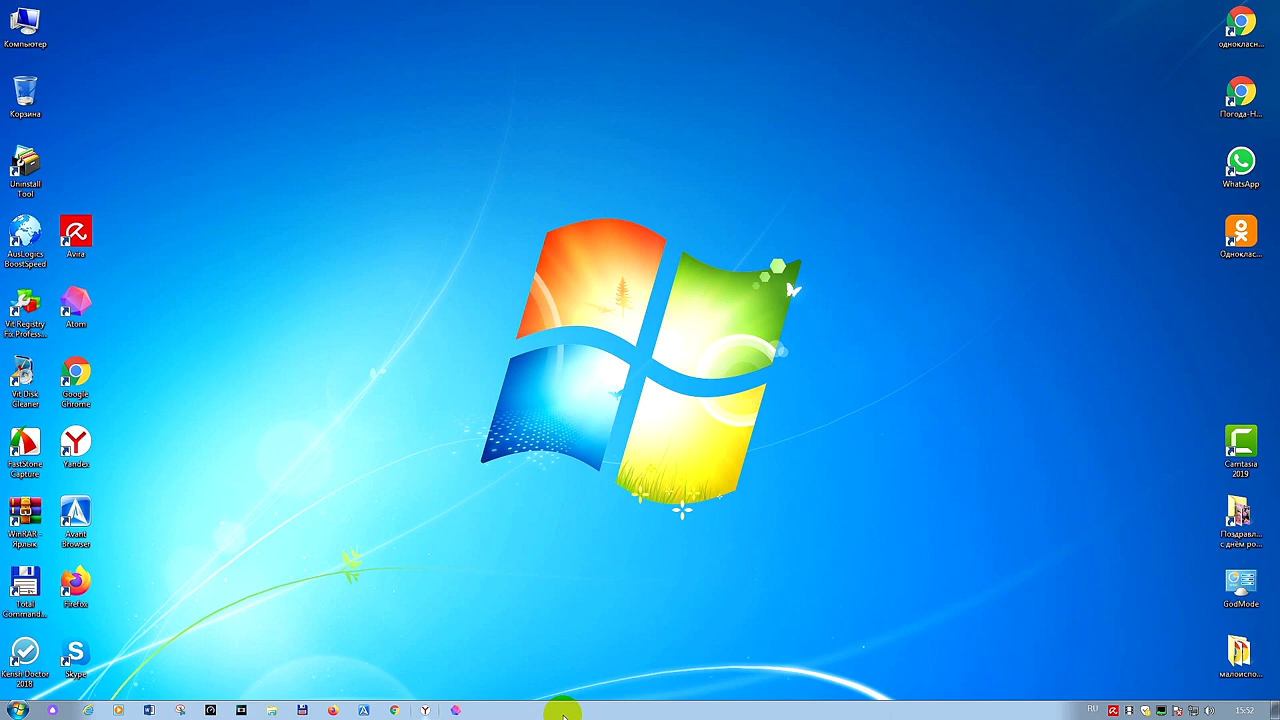 Компьютер
Корзина
Uninstall
Tool
AusLogics
BoostSpeed
Avira
Vit Registry
Fix Profess...
Atom
Vit Disk
Cleaner
Google
Chrome
FastStone
Capture
Yandex
WinRAR -
Ярлык
Avant
Browser
Total
Command...
Firefox
Kerish Doctor
2018
Skype
однокласн...
Погода-Н...
WhatsApp
Одноклас...
Camtasia
2019
Поздравл...
с днём ро...
GodMode
малоиспо...
RU
15:52